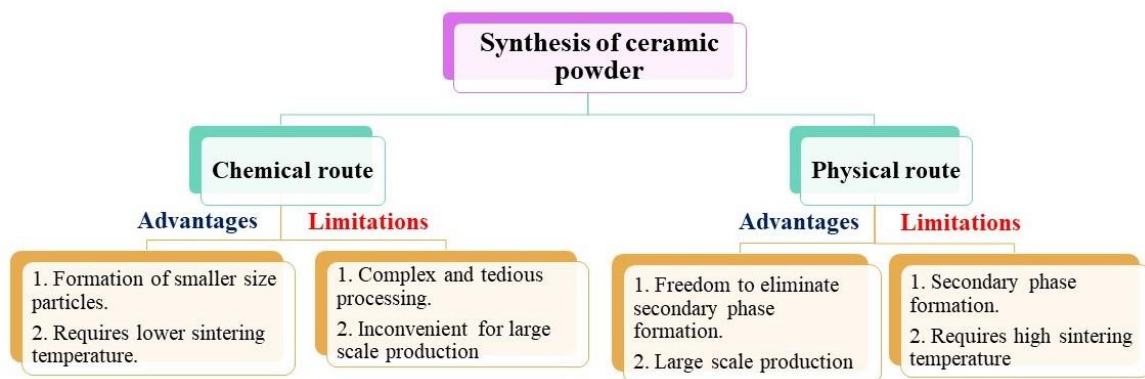 Synthesis of ceramic
powder
Chemical route
Physical route
Advantages
Limitations
Advantages
Limitations
1. Formation of smaller size
particles.
2. Requires lower sintering
temperature.
1. Complex and tedious
processing.
2. Inconvenient for large
scale production
1. Freedom to eliminate
secondary phase
formation.
2. Large scale production
1. Secondary phase
formation.
2. Requires high sintering
temperature